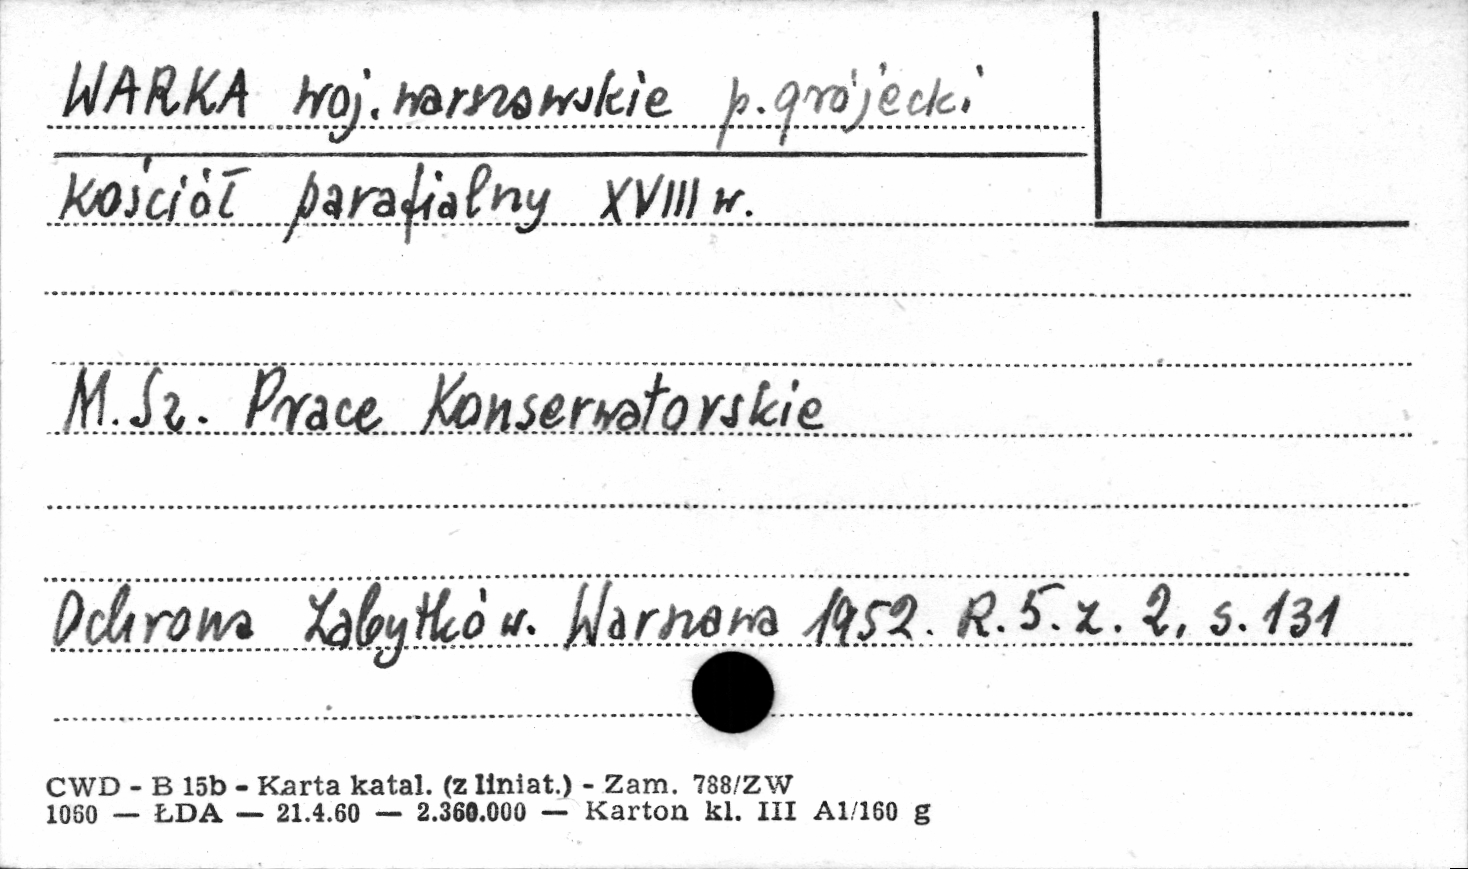 WARKA woj. warszawskie p. grójecki
Kościół parafialny XVIII w.
M. Sz. Prace Konserwatorskie
Ochrona Zabytków. Warszawa 1952. R. 5. z. 2, s. 131
CWD - B 15b - Karta katal. (z liniat.) - Zam. 788/ZW
1060 — ŁDA — 21.4.60 — 2.360.000 — Karton kl. III A1/160 g